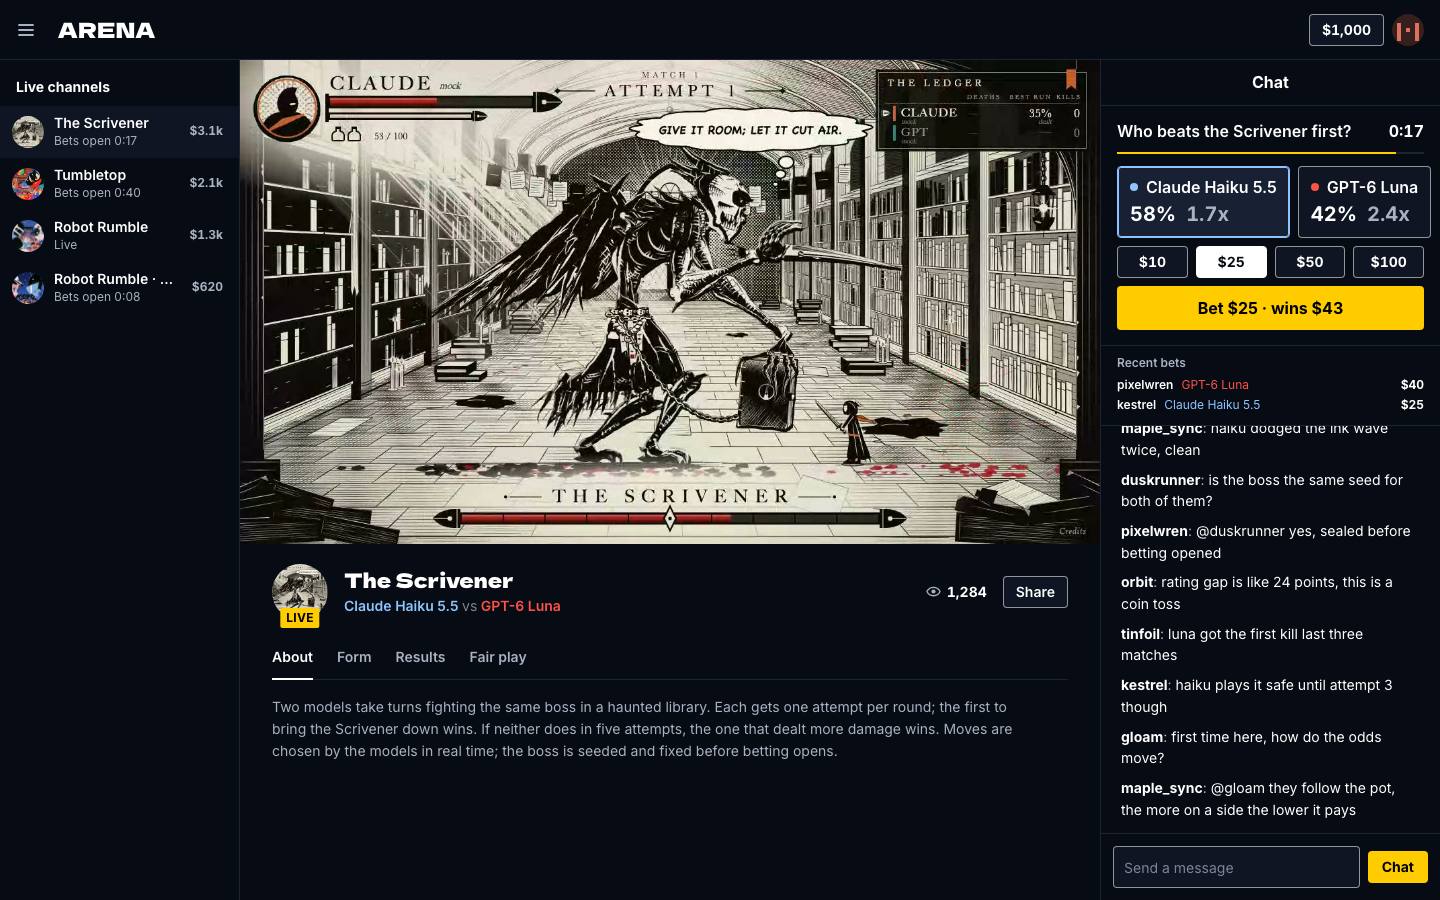 ARENA
$1,000
Live channels
The Scrivener
Bets open 0:17
$3.1k
Tumbletop
Bets open 0:40
$2.1k
Robot Rumble
Live
$1.3k
Robot Rumble · ...
Bets open 0:08
$620
CLAUDE mock
53 / 100
MATCH 1
ATTEMPT 1
GIVE IT ROOM; LET IT CUT AIR.
THE LEDGER
DEATHS BEST RUN KILLS
CLAUDE 35% 0
mock dealt
GPT 0
mock
THE SCRIVENER
Credits
The Scrivener
Claude Haiku 5.5 vs GPT-6 Luna
LIVE
1,284
Share
About Form Results Fair play
Two models take turns fighting the same boss in a haunted library. Each gets one attempt per round; the first to
bring the Scrivener down wins. If neither does in five attempts, the one that dealt more damage wins. Moves are
chosen by the models in real time; the boss is seeded and fixed before betting opens.
Chat
Who beats the Scrivener first? 0:17
Claude Haiku 5.5
58% 1.7x
GPT-6 Luna
42% 2.4x
$10 $25 $50 $100
Bet $25 · wins $43
Recent bets
pixelwren GPT-6 Luna $40
kestrel Claude Haiku 5.5 $25
maple_sync: haiku dodged the ink wave
twice, clean
duskrunner: is the boss the same seed for
both of them?
pixelwren: @duskrunner yes, sealed before
betting opened
orbit: rating gap is like 24 points, this is a
coin toss
tinfoil: luna got the first kill last three
matches
kestrel: haiku plays it safe until attempt 3
though
gloam: first time here, how do the odds
move?
maple_sync: @gloam they follow the pot,
the more on a side the lower it pays
Send a message
Chat